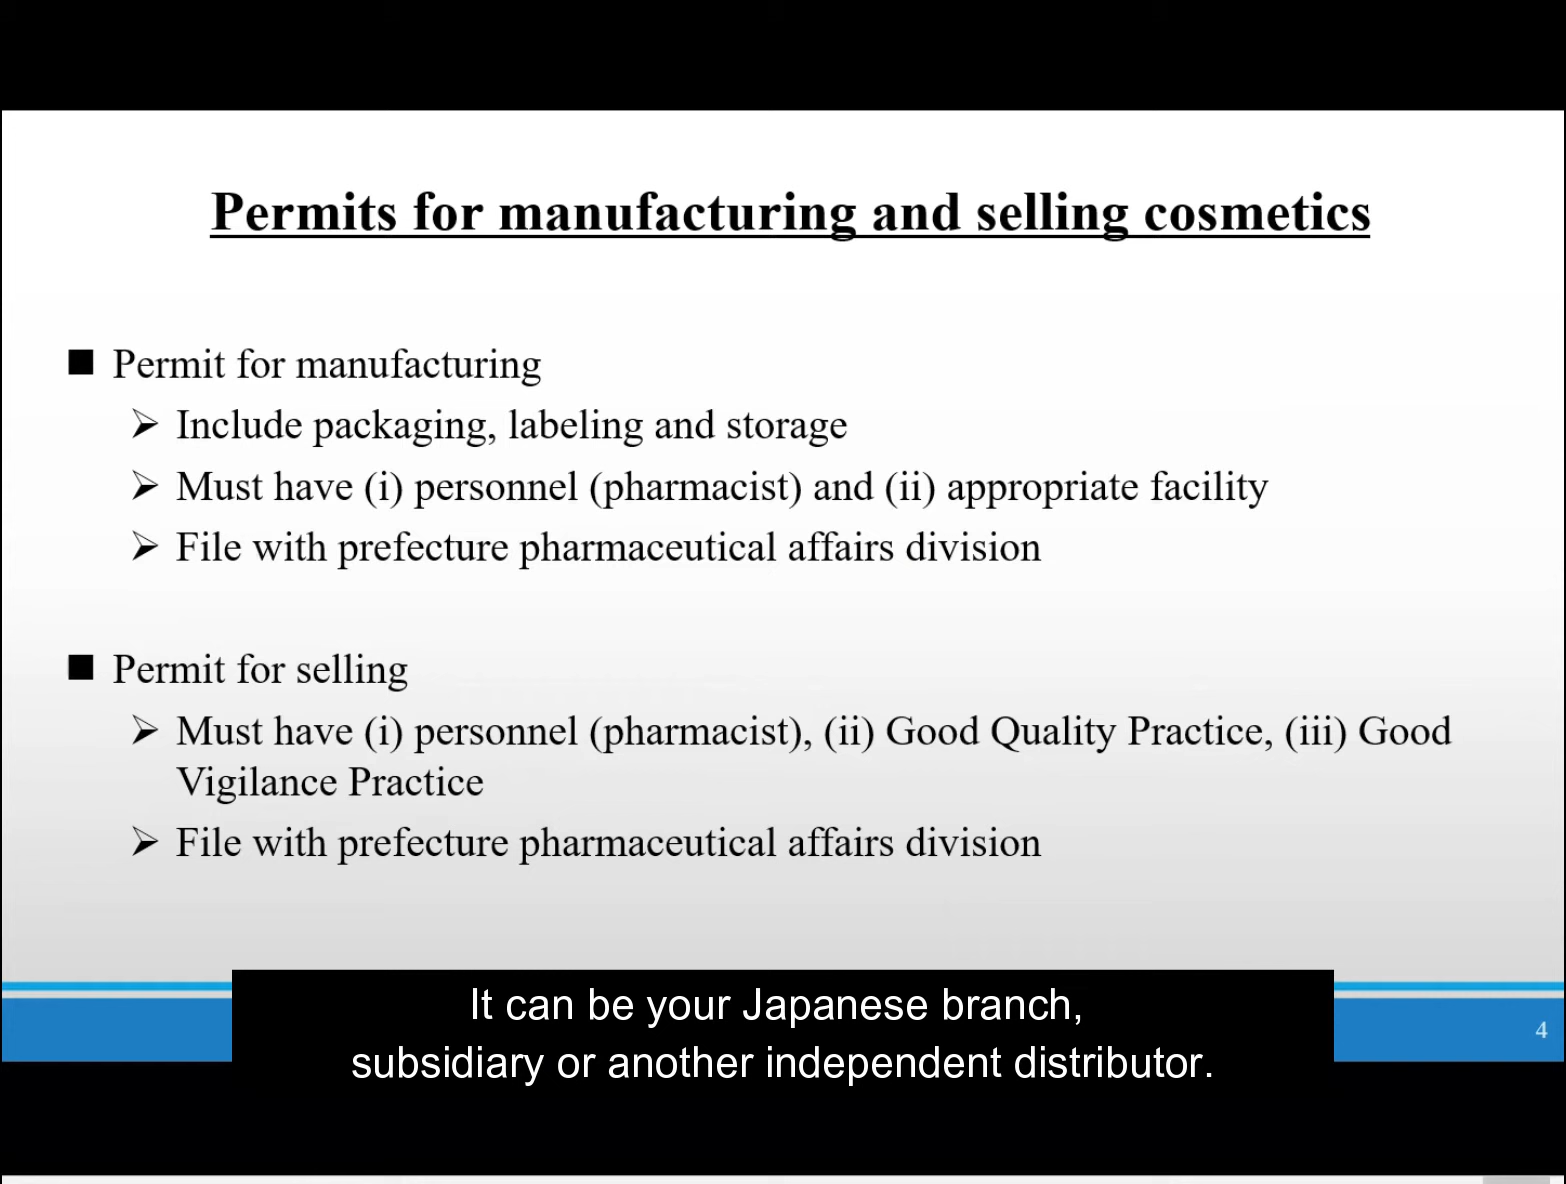 Permits for manufacturing and selling cosmetics
■ Permit for manufacturing
➢ Include packaging, labeling and storage
➢ Must have (i) personnel (pharmacist) and (ii) appropriate facility
➢ File with prefecture pharmaceutical affairs division
■ Permit for selling
➢ Must have (i) personnel (pharmacist), (ii) Good Quality Practice, (iii) Good
Vigilance Practice
➢ File with prefecture pharmaceutical affairs division
It can be your Japanese branch,
subsidiary or another independent distributor.
4